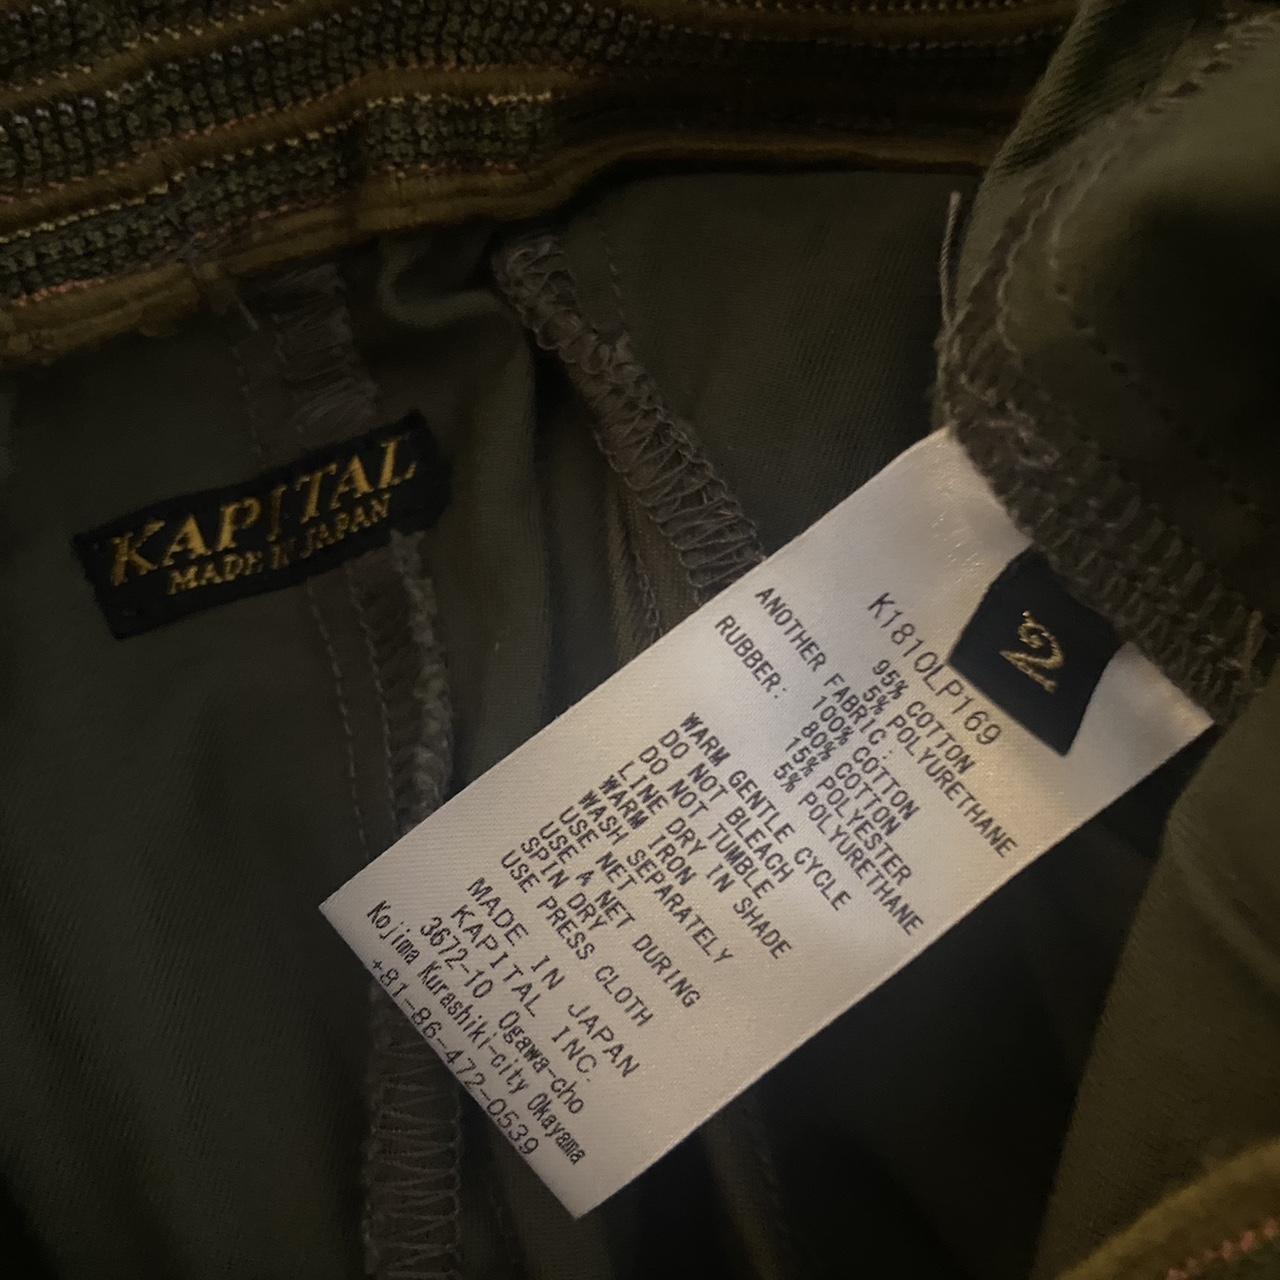 KAPITAL
MADE IN JAPAN
2
K1810LP169
95% COTTON
5% POLYURETHANE
ANOTHER FABRIC:
100% COTTON
RUBBER: 80% COTTON
15% POLYESTER
5% POLYURETHANE
WARM GENTLE CYCLE
DO NOT BLEACH
DO NOT TUMBLE
LINE DRY IN SHADE
WARM IRON
WASH SEPARATELY
USE NET
USE A NET DURING
SPIN DRY
USE PRESS CLOTH
MADE IN JAPAN
KAPITAL INC.
3672-10 Ogawa-cho
Kojima Kurashiki-city Okayama
+81-86-472-0539